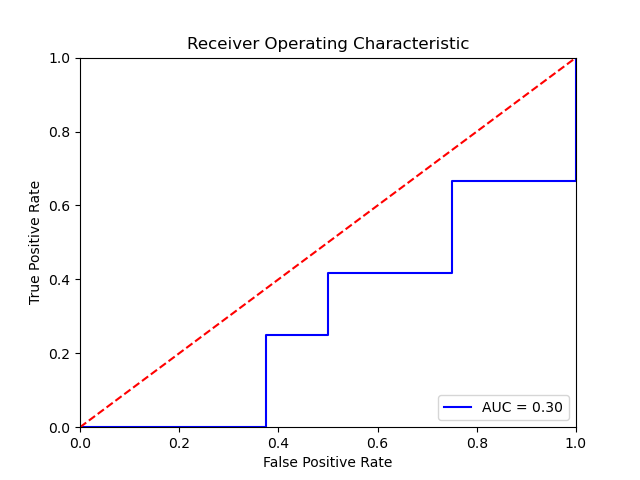 Receiver Operating Characteristic
1.0
0.8
0.6
0.4
0.2
0.0
True Positive Rate
AUC = 0.30
0.0 0.2 0.4 0.6 0.8 1.0
False Positive Rate